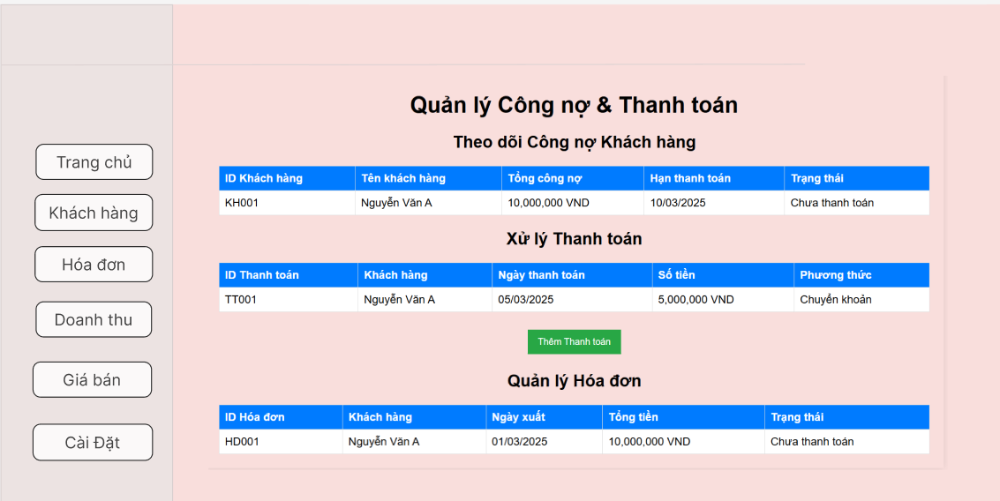 Quản lý Công nợ & Thanh toán
Theo dõi Công nợ Khách hàng
ID Khách hàng Tên khách hàng Tổng công nợ Hạn thanh toán Trạng thái
KH001 Nguyễn Văn A 10,000,000 VND 10/03/2025 Chưa thanh toán
Xử lý Thanh toán
ID Thanh toán Khách hàng Ngày thanh toán Số tiền Phương thức
TT001 Nguyễn Văn A 05/03/2025 5,000,000 VND Chuyển khoản
Thêm Thanh toán
Quản lý Hóa đơn
ID Hóa đơn Khách hàng Ngày xuất Tổng tiền Trạng thái
HD001 Nguyễn Văn A 01/03/2025 10,000,000 VND Chưa thanh toán
Trang chủ
Khách hàng
Hóa đơn
Doanh thu
Giá bán
Cài Đặt